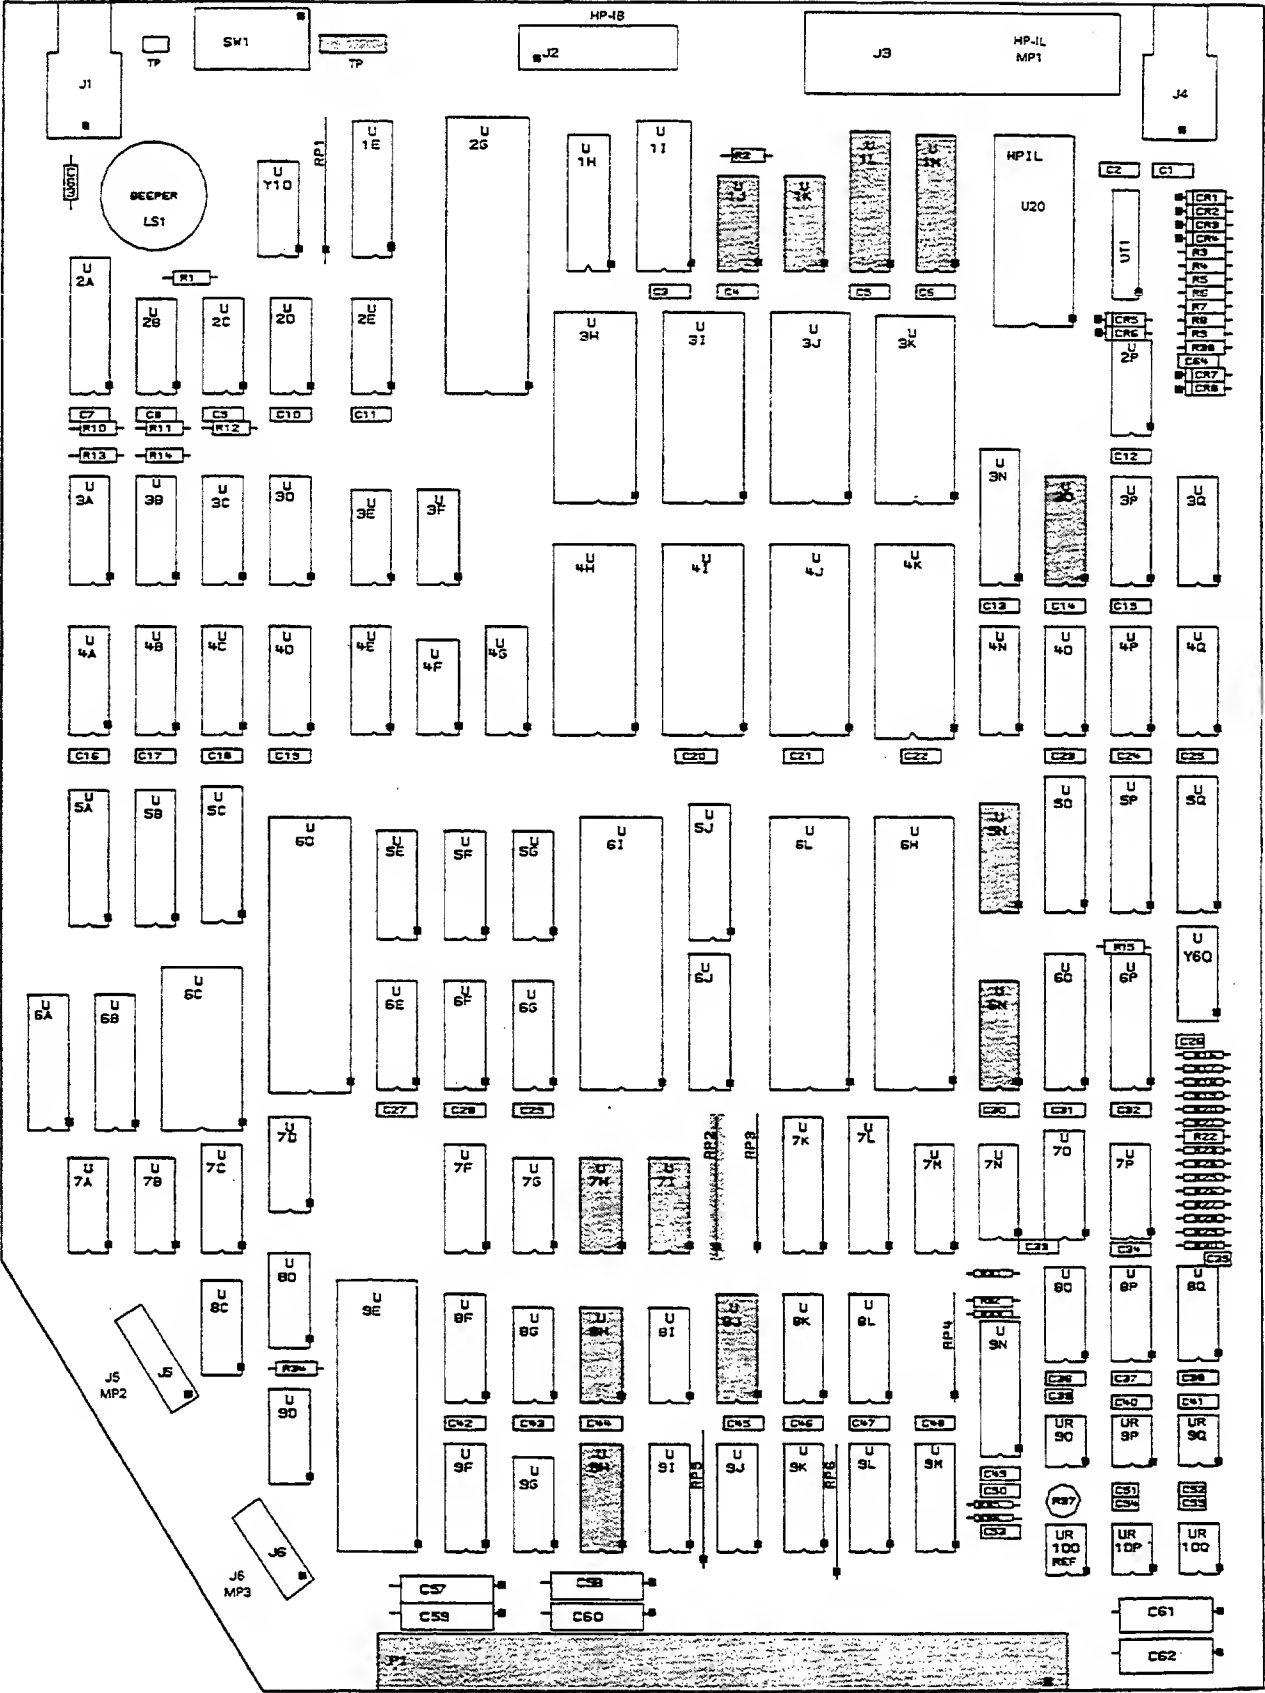 HP-IB
SW1
TP
TP
J2
J3
HP-IL
MP1
J1
J4
BEEPER
LS1
U
Y10
RP1
U
1E
U
2G
U
1H
U
1I
R2
U
1K
HPIL
U20
C2
C1
UT1
CR1
CR2
CR3
CR4
R3
R4
R5
R6
R7
R8
R9
C64
CR7
CR8
CR5
CR6
U
2A
R1
U
2B
U
2C
U
2D
U
2E
C3
C4
C5
C6
U
3H
U
3I
U
3J
U
3K
U
2P
C7
C8
C9
C10
C11
R10
R11
R12
R13
R14
C12
U
3A
U
3B
U
3C
U
3D
U
3E
U
3F
U
3N
U
3P
U
3Q
U
4H
U
4I
U
4J
U
4K
C13
C14
C15
U
4A
U
4B
U
4C
U
4D
U
4E
U
4F
U
4G
U
4N
U
4O
U
4P
U
4Q
C16
C17
C18
C19
C20
C21
C22
C23
C24
C25
U
5A
U
5B
U
5C
U
6D
U
5E
U
5F
U
5G
U
6I
U
5J
U
6L
U
6M
U
5N
U
5O
U
5P
U
5Q
U
6A
U
6B
U
6C
U
6E
U
6F
U
6G
U
6J
U
6N
U
6O
R15
U
6P
U
Y6Q
C27
C28
C30
C31
C32
R22
U
7A
U
7B
U
7C
U
7D
U
7F
U
7G
U
7H
U
7I
RP2
RP3
U
7K
U
7L
U
7M
U
7N
U
7O
U
7P
C33
C34
C35
U
8C
U
8D
U
9E
U
8F
U
8G
U
8H
U
8I
U
8J
U
8K
U
8L
RP4
U
9N
U
8O
U
8P
U
8Q
J5
MP2
J5
R34
U
9D
C36
C37
C40
C41
C42
C43
C44
C45
C46
C47
C48
U
9F
U
9G
U
9H
U
9I
RP5
U
9J
U
9K
RP6
U
9L
U
9M
UR
9O
UR
9P
UR
9Q
C49
C50
R37
C51
C54
J6
MP3
J6
UR
10O
REF
UR
10P
UR
10Q
C57
C58
C59
C60
C61
C62
P1